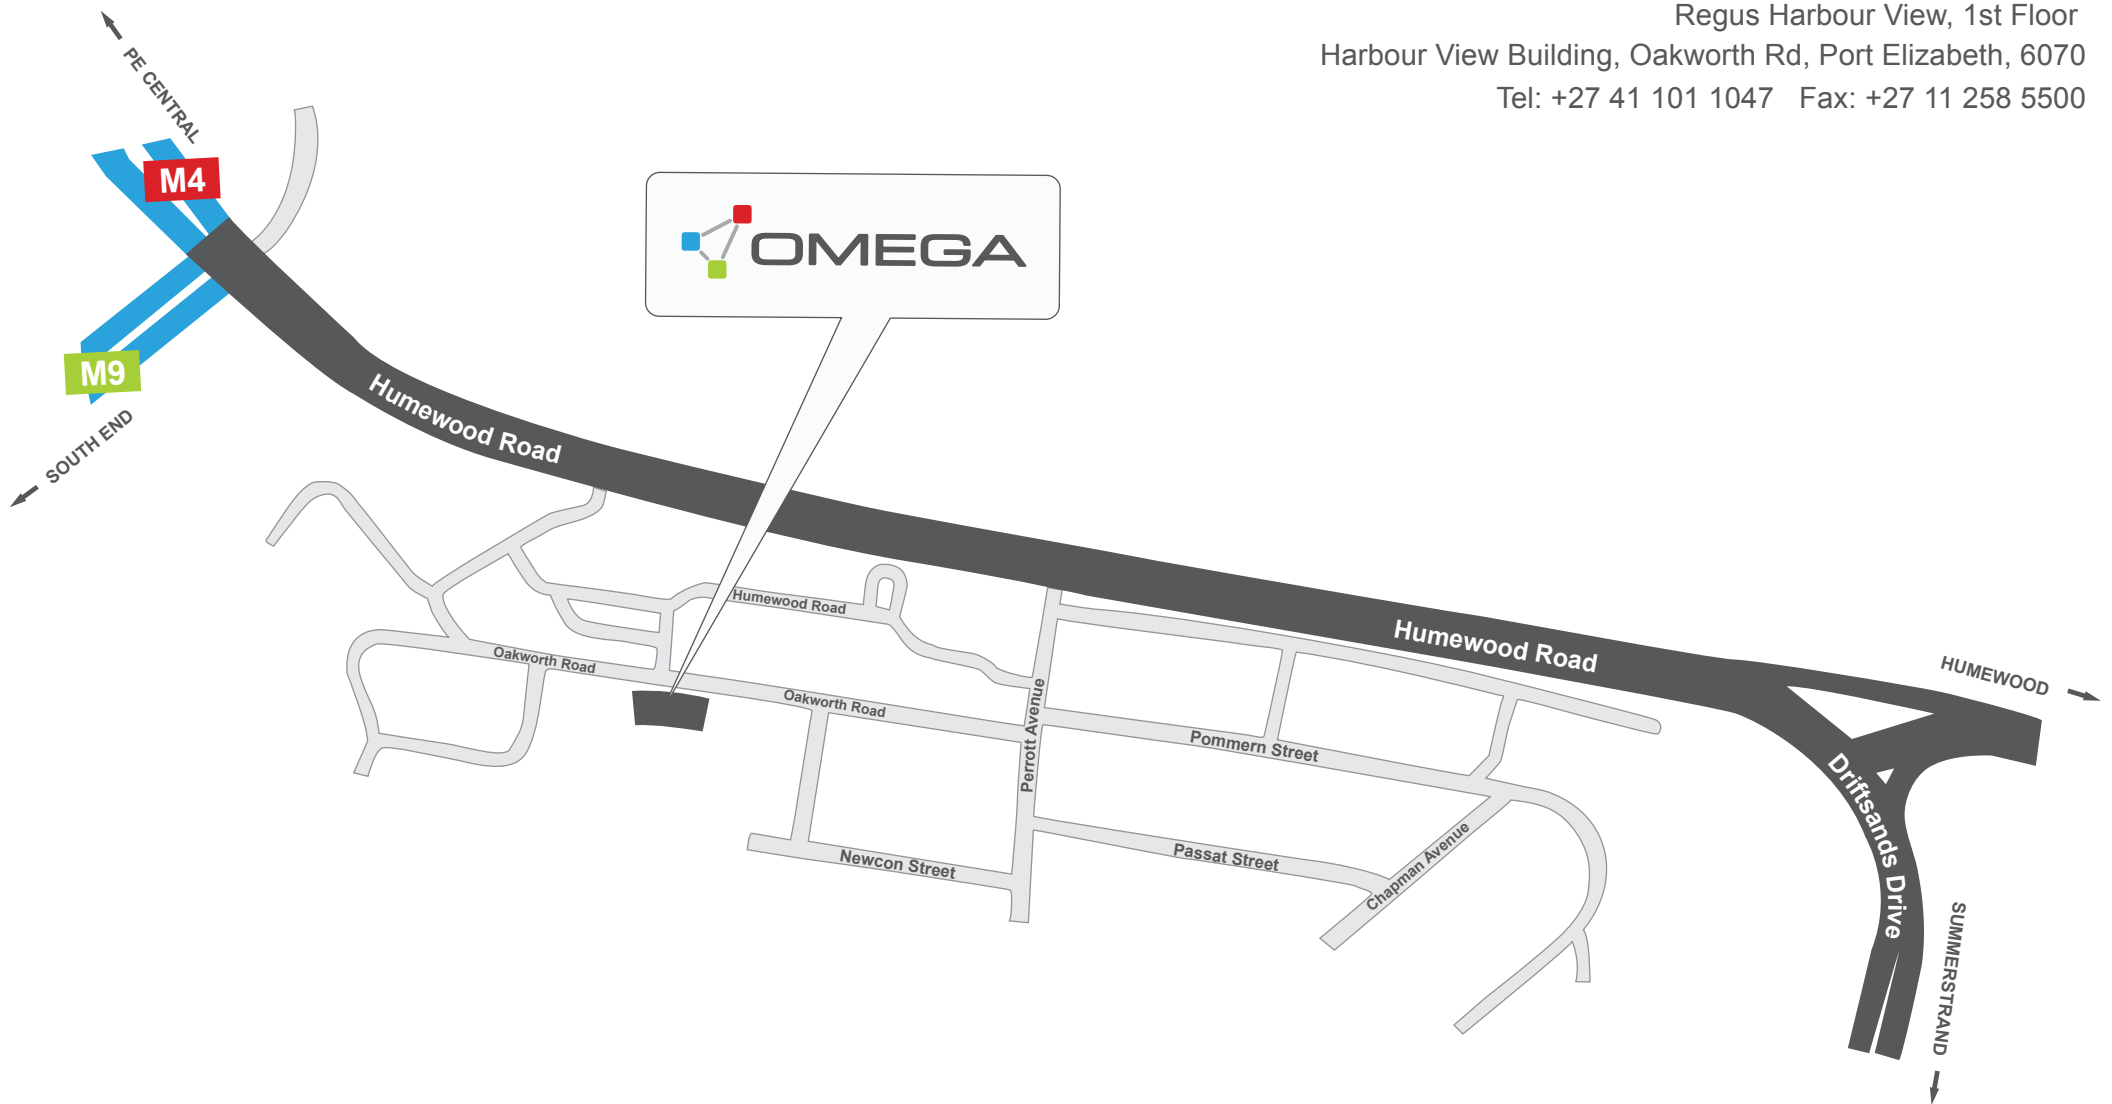 Regus Harbour View, 1st Floor
Harbour View Building, Oakworth Rd, Port Elizabeth, 6070
Tel: +27 41 101 1047 Fax: +27 11 258 5500
PE CENTRAL
M4
OMEGA
M9
SOUTH END
Humewood Road
Humewood Road
Humewood Road
HUMEWOOD
Oakworth Road
Oakworth Road
Perrott Avenue
Pommern Street
Driftsands Drive
Newcon Street
Passat Street
Chapman Avenue
SUMMERSTRAND